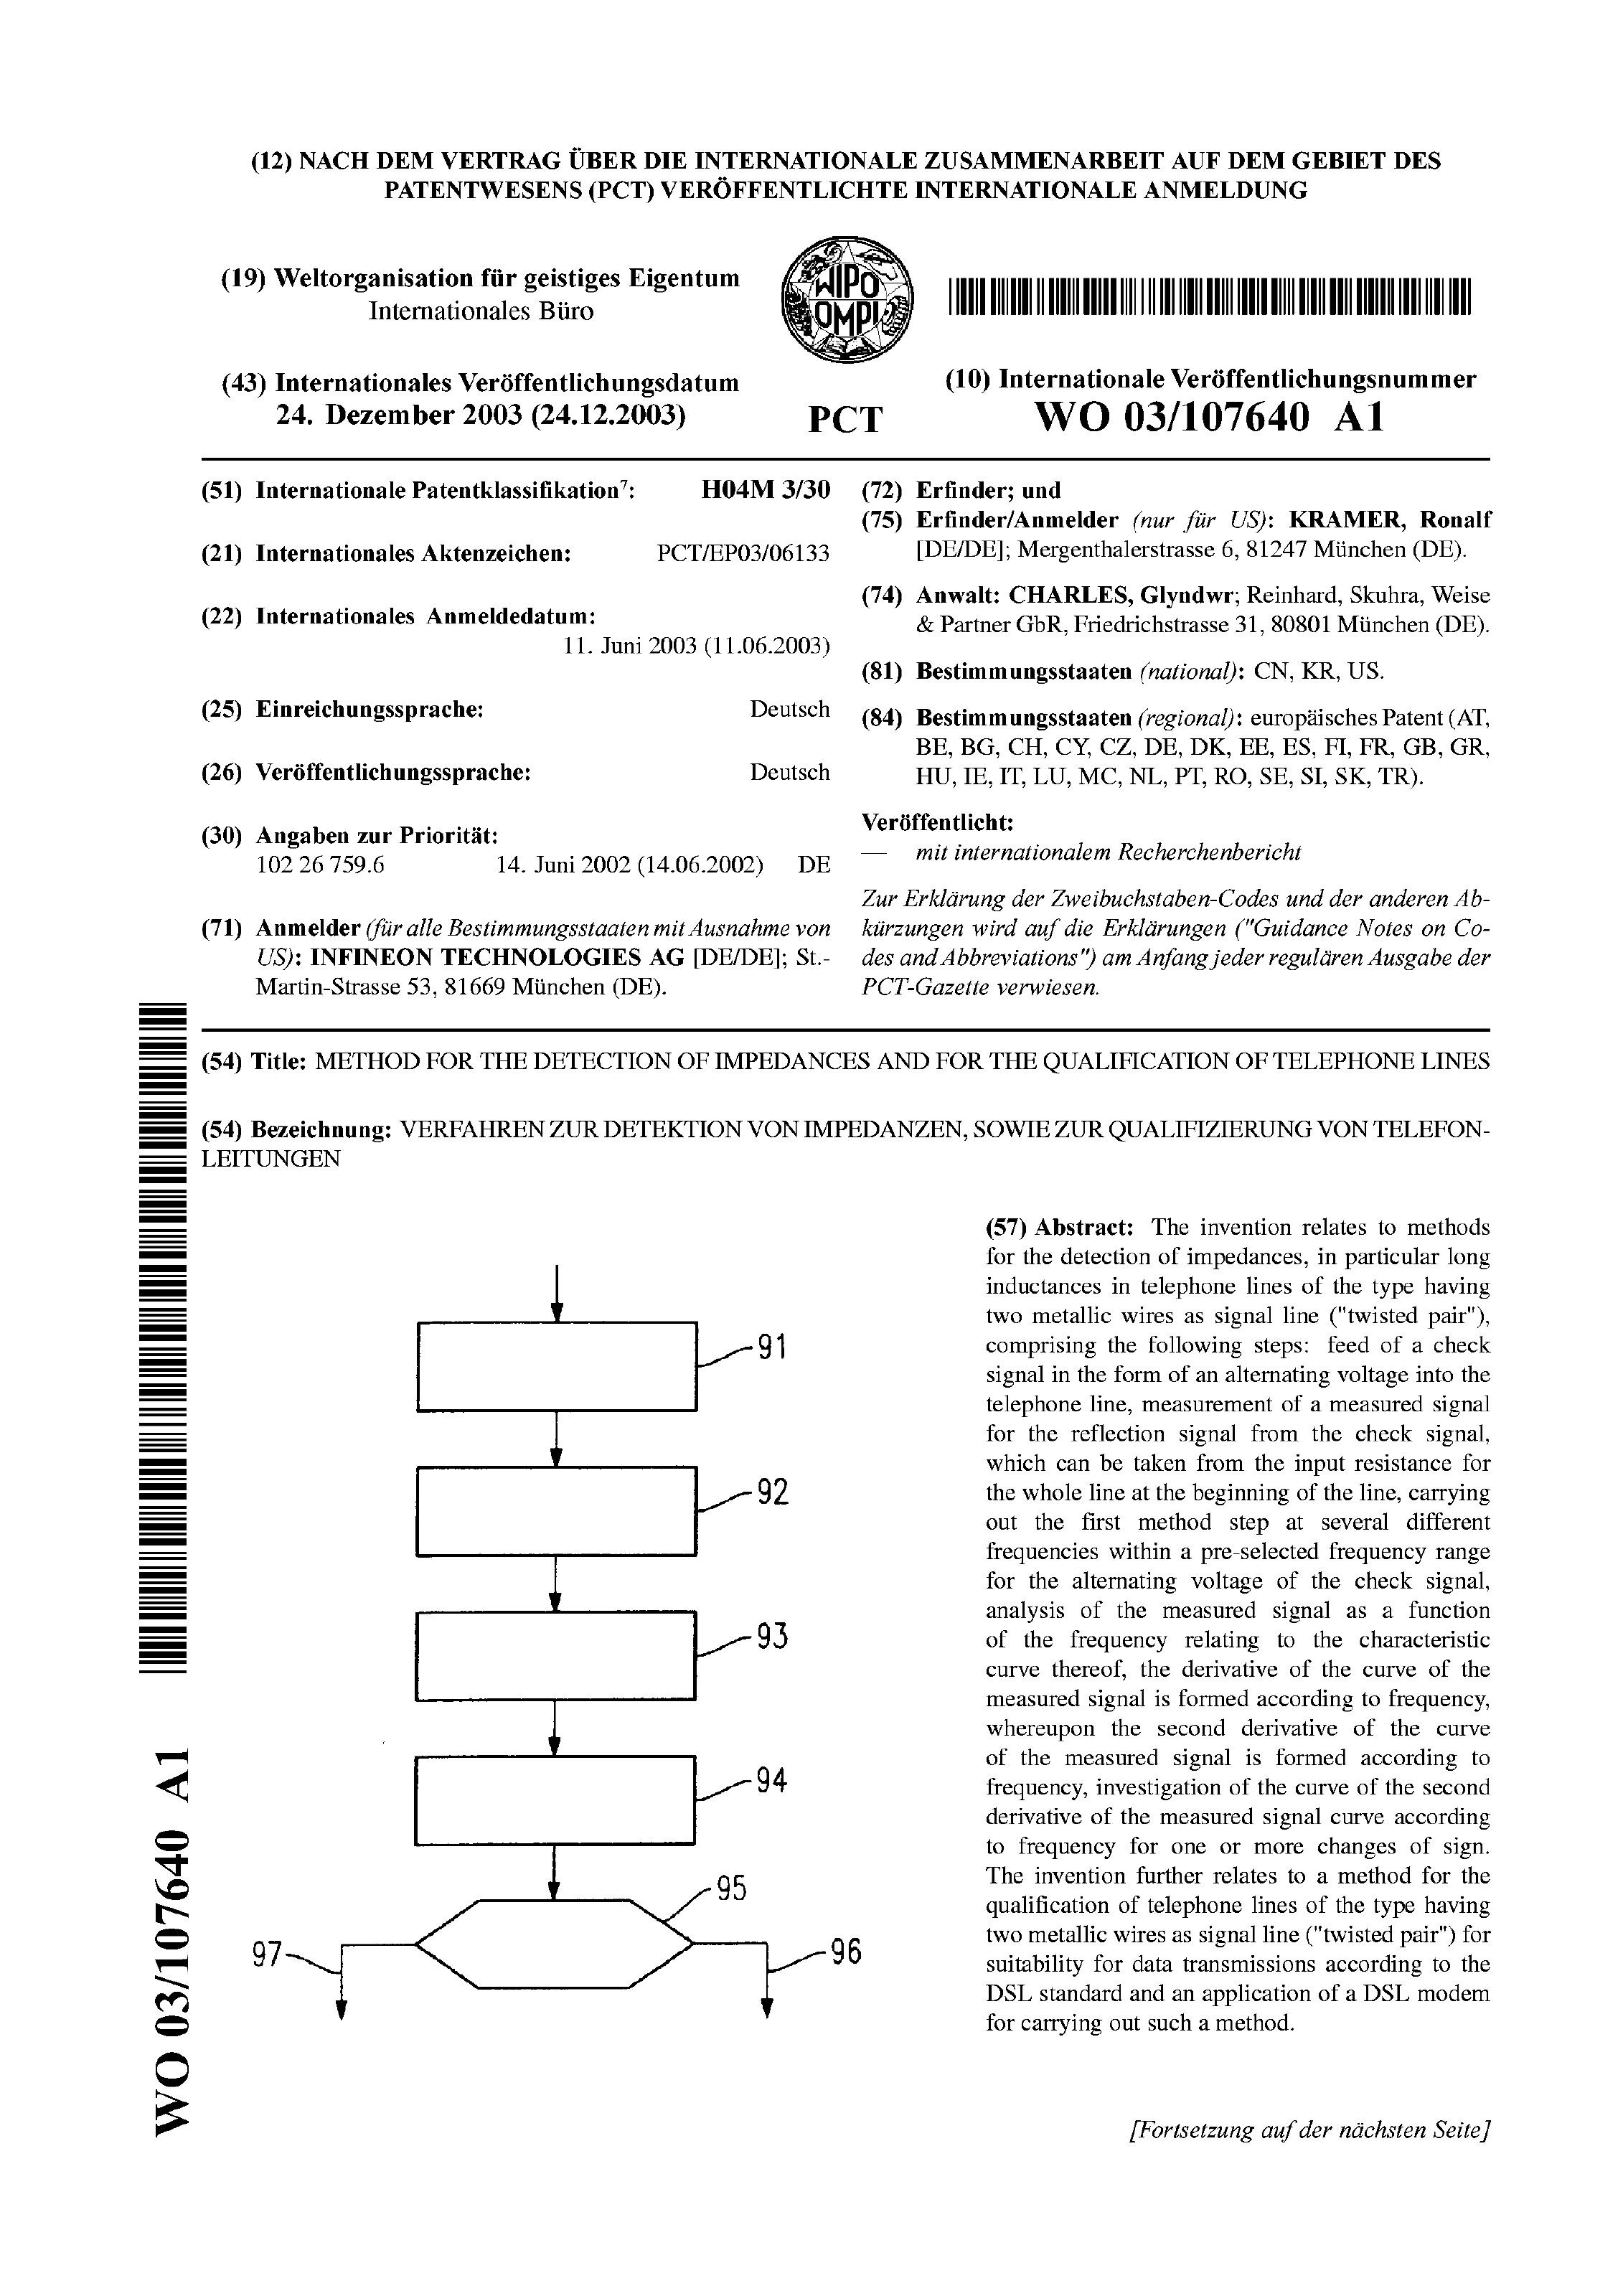 (12) NACH DEM VERTRAG ÜBER DIE INTERNATIONALE ZUSAMMENARBEIT AUF DEM GEBIET DES
PATENTWESENS (PCT) VERÖFFENTLICHTE INTERNATIONALE ANMELDUNG
(19) Weltorganisation für geistiges Eigentum
Internationales Büro
WIPO
OMPI
(43) Internationales Veröffentlichungsdatum
24. Dezember 2003 (24.12.2003)
PCT
(10) Internationale Veröffentlichungsnummer
WO 03/107640 A1
(51) Internationale Patentklassifikation⁷: H04M 3/30
(21) Internationales Aktenzeichen: PCT/EP03/06133
(22) Internationales Anmeldedatum:
11. Juni 2003 (11.06.2003)
(25) Einreichungssprache: Deutsch
(26) Veröffentlichungssprache: Deutsch
(30) Angaben zur Priorität:
102 26 759.6 14. Juni 2002 (14.06.2002) DE
(71) Anmelder (für alle Bestimmungsstaaten mit Ausnahme von
US): INFINEON TECHNOLOGIES AG [DE/DE]; St.-
Martin-Strasse 53, 81669 München (DE).
(72) Erfinder; und
(75) Erfinder/Anmelder (nur für US): KRAMER, Ronalf
[DE/DE]; Mergenthalerstrasse 6, 81247 München (DE).
(74) Anwalt: CHARLES, Glyndwr; Reinhard, Skuhra, Weise
& Partner GbR, Friedrichstrasse 31, 80801 München (DE).
(81) Bestimmungsstaaten (national): CN, KR, US.
(84) Bestimmungsstaaten (regional): europäisches Patent (AT,
BE, BG, CH, CY, CZ, DE, DK, EE, ES, FI, FR, GB, GR,
HU, IE, IT, LU, MC, NL, PT, RO, SE, SI, SK, TR).
Veröffentlicht:
— mit internationalem Recherchenbericht
Zur Erklärung der Zweibuchstaben-Codes und der anderen Ab-
kürzungen wird auf die Erklärungen ("Guidance Notes on Co-
des and Abbreviations") am Anfang jeder regulären Ausgabe der
PCT-Gazette verwiesen.
(54) Title: METHOD FOR THE DETECTION OF IMPEDANCES AND FOR THE QUALIFICATION OF TELEPHONE LINES
(54) Bezeichnung: VERFAHREN ZUR DETEKTION VON IMPEDANZEN, SOWIE ZUR QUALIFIZIERUNG VON TELEFON-
LEITUNGEN
91
92
93
94
95
97
96
(57) Abstract: The invention relates to methods
for the detection of impedances, in particular long
inductances in telephone lines of the type having
two metallic wires as signal line ("twisted pair"),
comprising the following steps: feed of a check
signal in the form of an alternating voltage into the
telephone line, measurement of a measured signal
for the reflection signal from the check signal,
which can be taken from the input resistance for
the whole line at the beginning of the line, carrying
out the first method step at several different
frequencies within a pre-selected frequency range
for the alternating voltage of the check signal,
analysis of the measured signal as a function
of the frequency relating to the characteristic
curve thereof, the derivative of the curve of the
measured signal is formed according to frequency,
whereupon the second derivative of the curve
of the measured signal is formed according to
frequency, investigation of the curve of the second
derivative of the measured signal curve according
to frequency for one or more changes of sign.
The invention further relates to a method for the
qualification of telephone lines of the type having
two metallic wires as signal line ("twisted pair") for
suitability for data transmissions according to the
DSL standard and an application of a DSL modem
for carrying out such a method.
WO 03/107640 A1
[Fortsetzung auf der nächsten Seite]